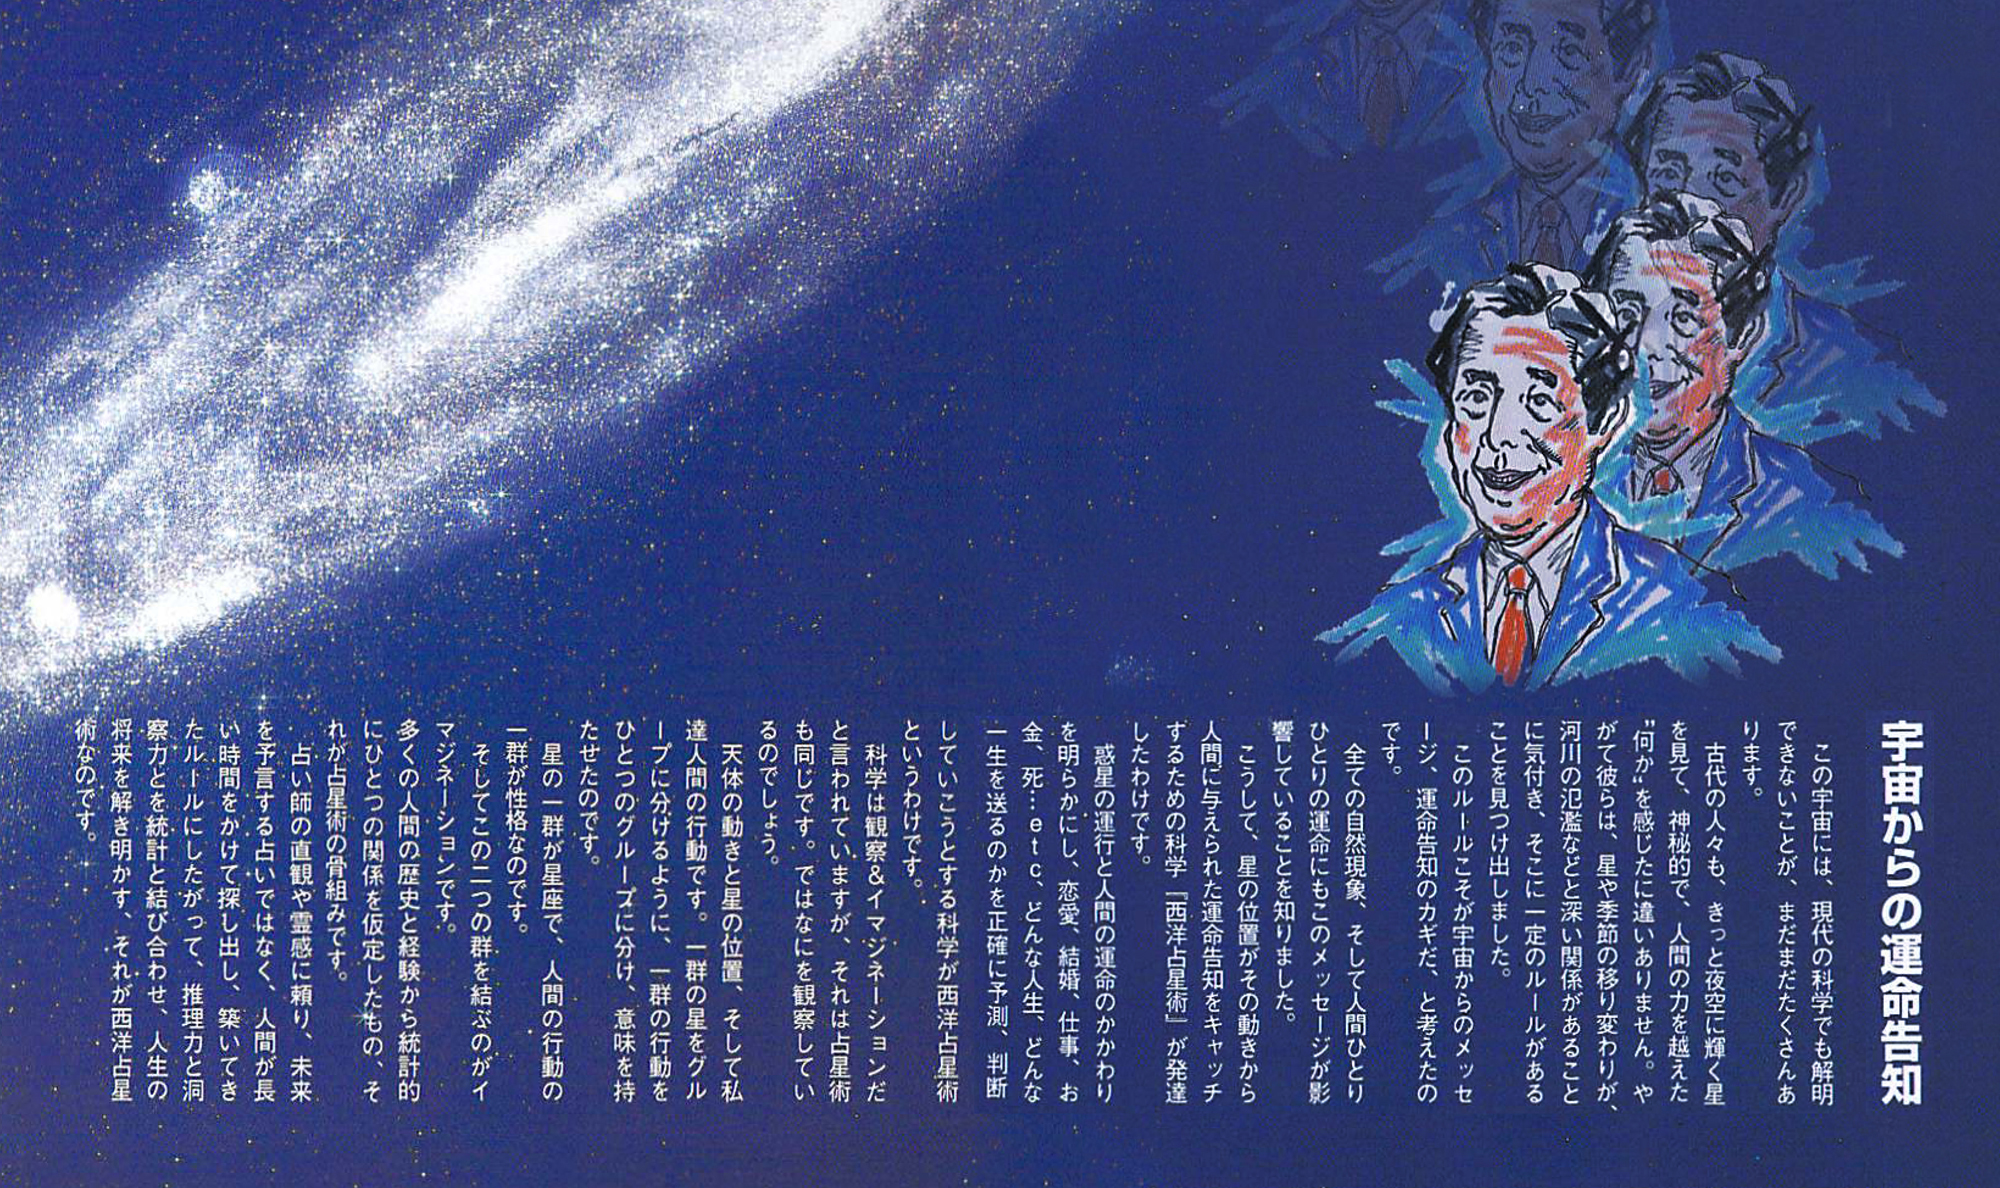 宇宙からの運命告知
この宇宙には、現代の科学でも解明
できないことが、まだまだたくさんあ
ります。
古代の人々も、きっと夜空に輝く星
を見て、神秘的で、人間の力を越えた
"何か"を感じたに違いありません。や
がて彼らは、星や季節の移り変わりが、
河川の氾濫などと深い関係があること
に気付き、そこに一定のルールがある
ことを見つけ出しました。
このルールこそが宇宙からのメッセ
ージ、運命告知のカギだ、と考えたの
です。
全ての自然現象、そして人間ひとり
ひとりの運命にもこのメッセージが影
響していることを知りました。
こうして、星の位置がその動きから
人間に与えられた運命告知をキャッチ
するための科学『西洋占星術』が発達
したわけです。
惑星の運行と人間の運命のかかわり
を明らかにし、恋愛、結婚、仕事、お
金、死…etc、どんな人生、どんな
一生を送るのかを正確に予測、判断
していこうとする科学が西洋占星術
というわけです。
科学は観察&イマジネーションだ
と言われていますが、それは占星術
も同じです。ではなにを観察してい
るのでしょう。
天体の動きと星の位置、そして私
達人間の行動です。一群の星をグル
ープに分けるように、一群の行動を
ひとつのグループに分け、意味を持
たせたのです。
星の一群が星座で、人間の行動の
一群が性格なのです。
そしてこの二つの群を結ぶのがイ
マジネーションです。
多くの人間の歴史と経験から統計的
にひとつの関係を仮定したもの、そ
れが占星術の骨組みです。
占い師の直観や霊感に頼り、未来
を予言する占いではなく、人間が長
い時間をかけて探し出し、築いてき
たルールにしたがって、推理力と洞
察力とを統計と結び合わせ、人生の
将来を解き明かす、それが西洋占星
術なのです。